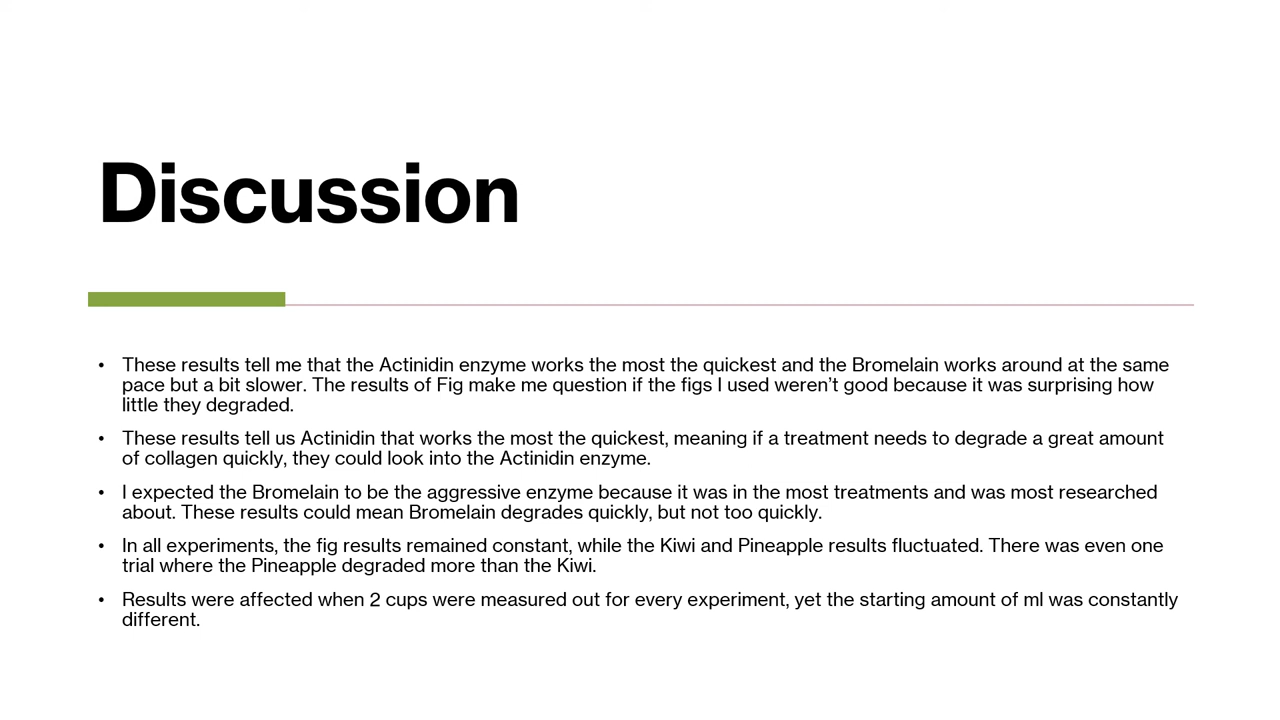 Discussion
• These results tell me that the Actinidin enzyme works the most the quickest and the Bromelain works around at the same
pace but a bit slower. The results of Fig make me question if the figs I used weren’t good because it was surprising how
little they degraded.
• These results tell us Actinidin that works the most the quickest, meaning if a treatment needs to degrade a great amount
of collagen quickly, they could look into the Actinidin enzyme.
• I expected the Bromelain to be the aggressive enzyme because it was in the most treatments and was most researched
about. These results could mean Bromelain degrades quickly, but not too quickly.
• In all experiments, the fig results remained constant, while the Kiwi and Pineapple results fluctuated. There was even one
trial where the Pineapple degraded more than the Kiwi.
• Results were affected when 2 cups were measured out for every experiment, yet the starting amount of ml was constantly
different.